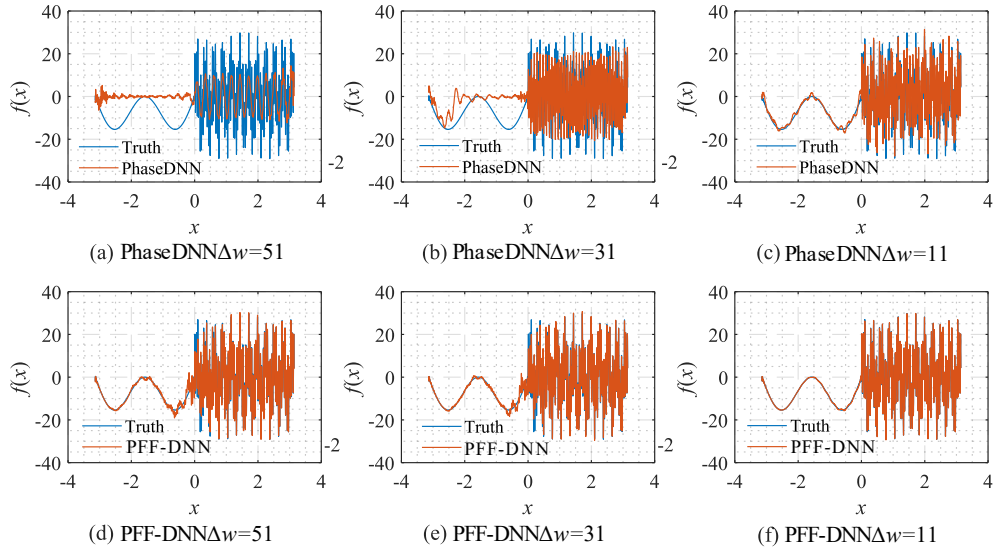 40
20
0
-20
-40
f(x)
Truth
PhaseDNN
-4 -2 0 2 4
x
(a) PhaseDNNΔw=51
40
20
0
-2
-40
f(x)
Truth
PhaseDNN
-4 -2 0 2 4
x
(b) PhaseDNNΔw=31
40
20
0
-20
-40
f(x)
Truth
PhaseDNN
-4 -2 0 2 4
x
(c) PhaseDNNΔw=11
40
20
0
-20
-40
f(x)
Truth
PFF-DNN
-4 -2 0 2 4
x
(d) PFF-DNNΔw=51
40
20
0
-2
-40
f(x)
Truth
PFF-DNN
-4 -2 0 2 4
x
(e) PFF-DNNΔw=31
40
20
0
-20
-40
f(x)
Truth
PFF-DNN
-4 -2 0 2 4
x
(f) PFF-DNNΔw=11